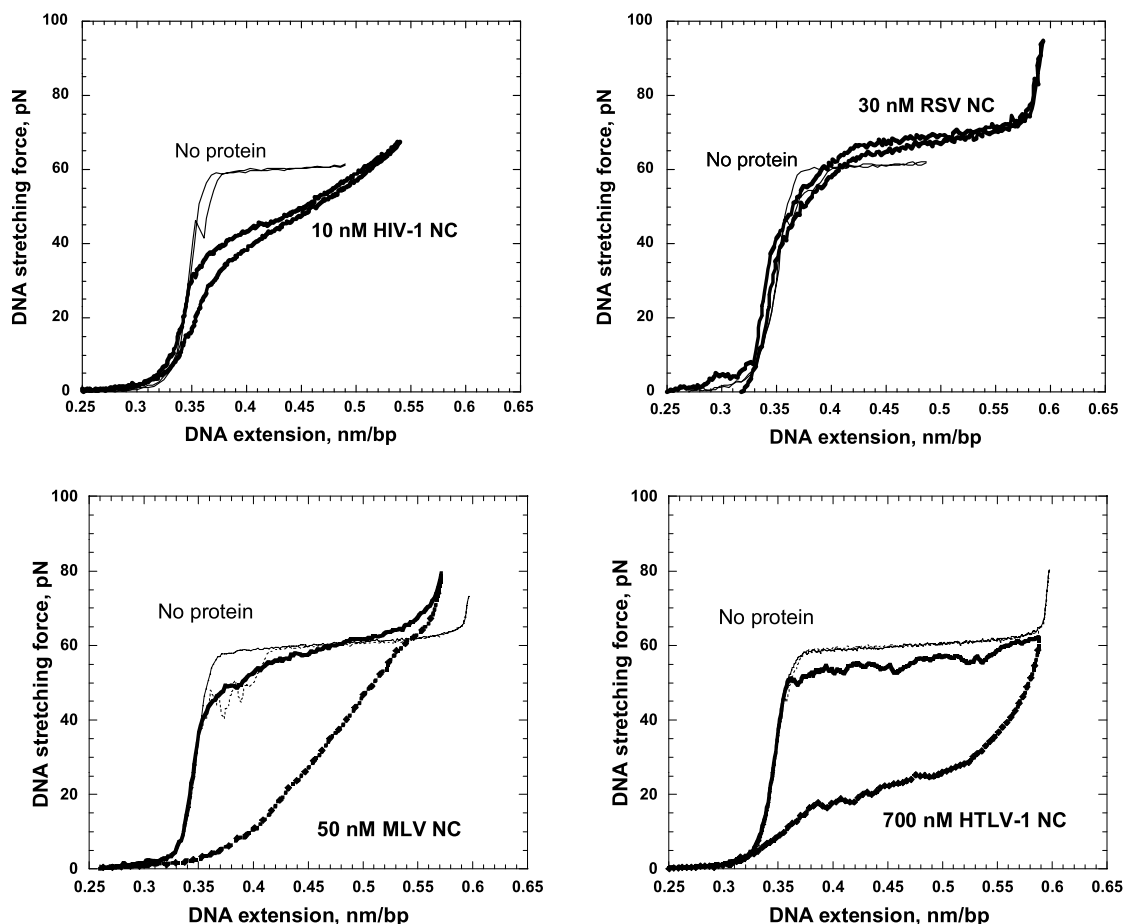 100
80
60
40
20
0
DNA stretching force, pN
No protein
10 nM HIV-1 NC
0.25 0.3 0.35 0.4 0.45 0.5 0.55 0.6 0.65
DNA extension, nm/bp
100
80
60
40
20
0
DNA stretching force, pN
30 nM RSV NC
No protein
0.25 0.3 0.35 0.4 0.45 0.5 0.55 0.6 0.65
DNA extension, nm/bp
100
80
60
40
20
0
DNA stretching force, pN
No protein
50 nM MLV NC
0.25 0.3 0.35 0.4 0.45 0.5 0.55 0.6 0.65
DNA extension, nm/bp
100
80
60
40
20
0
DNA stretching force, pN
No protein
700 nM HTLV-1 NC
0.25 0.3 0.35 0.4 0.45 0.5 0.55 0.6 0.65
DNA extension, nm/bp